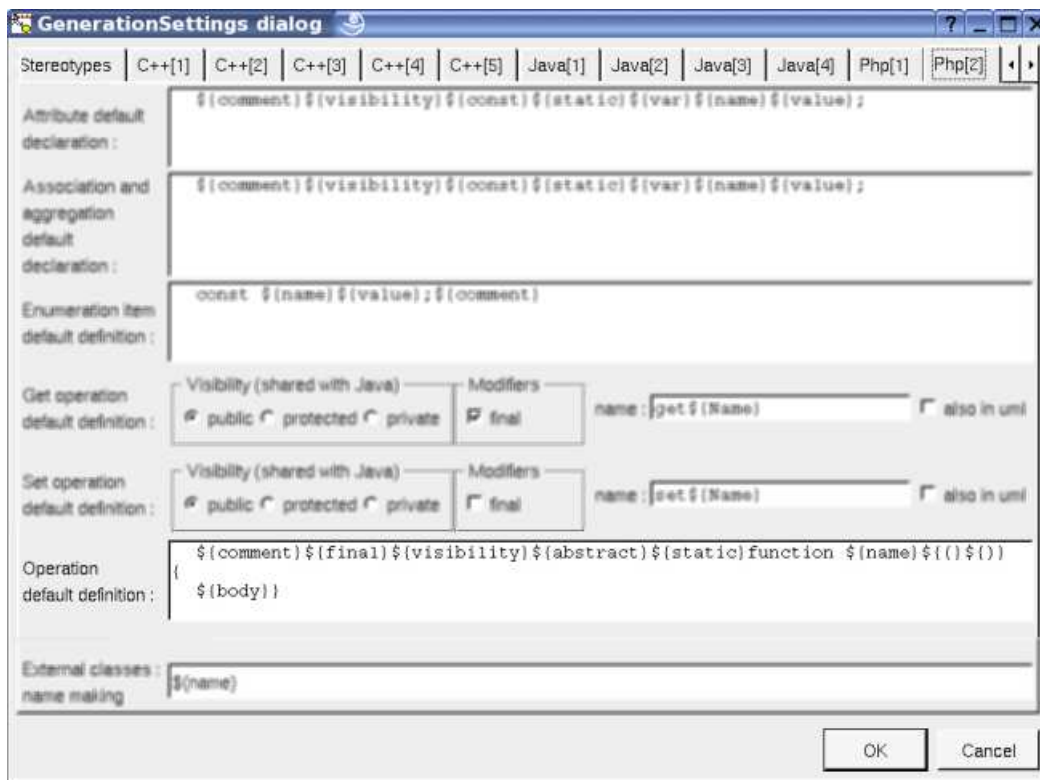 GenerationSettings dialog
Stereotypes C++[1] C++[2] C++[3] C++[4] C++[5] Java[1] Java[2] Java[3] Java[4] Php[1] Php[2]
Attribute default
declaration :
${comment}${visibility}${const}${static}${var}${name}${value};
Association and
aggregation
default
declaration :
${comment}${visibility}${const}${static}${var}${name}${value};
Enumeration item
default definition :
const ${name}${value};${comment}
Get operation
default definition :
Visibility (shared with Java)
public protected private
Modifiers
final
name : get${Name}
also in uml
Set operation
default definition :
Visibility (shared with Java)
public protected private
Modifiers
final
name : set${Name}
also in uml
Operation
default definition :
${comment}${final}${visibility}${abstract}${static}function ${name}${(}${)}
{
${body}}
External classes :
name making
${name}
OK Cancel